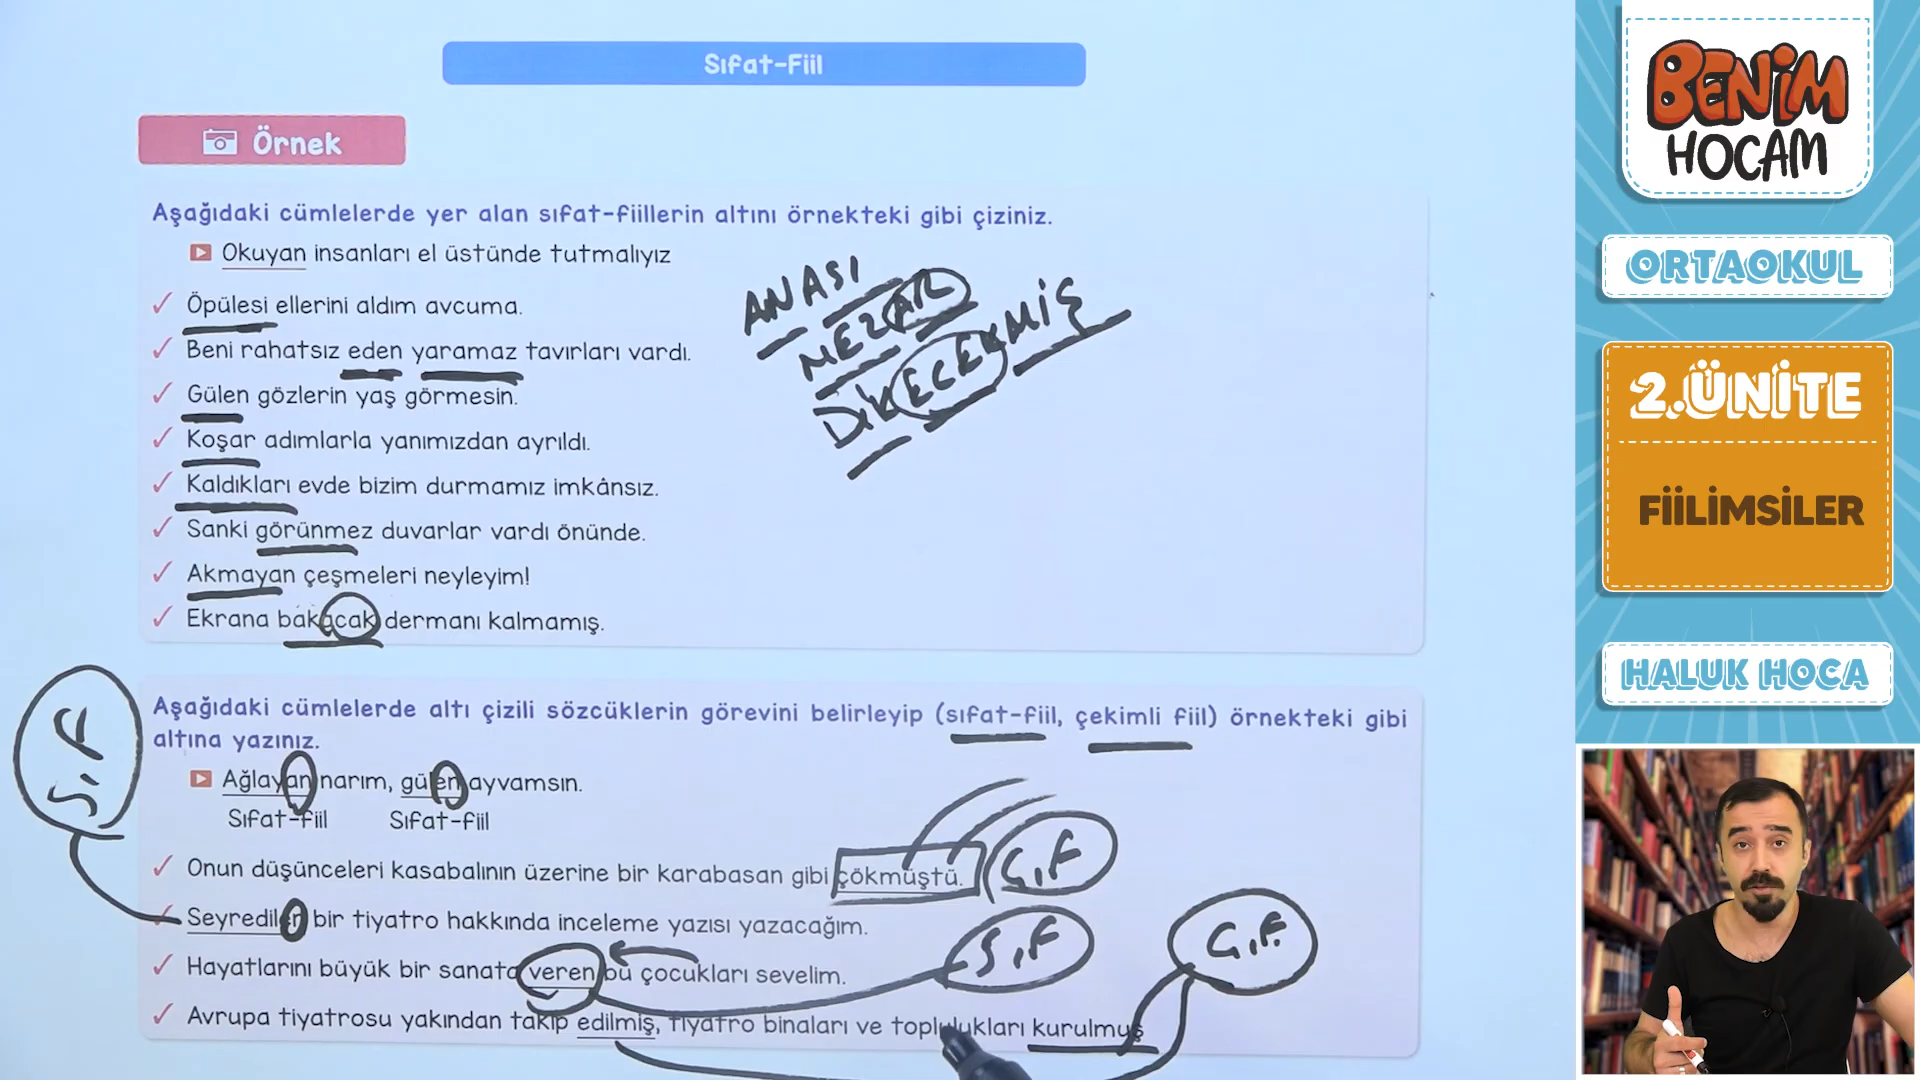 Sıfat-Fiil
Örnek
Aşağıdaki cümlelerde yer alan sıfat-fiillerin altını örnekteki gibi çiziniz.
Okuyan insanları el üstünde tutmalıyız
Öpülesi ellerini aldım avcuma.
Beni rahatsız eden yaramaz tavırları vardı.
Gülen gözlerin yaş görmesin.
Koşar adımlarla yanımızdan ayrıldı.
Kaldıkları evde bizim durmamız imkânsız.
Sanki görünmez duvarlar vardı önünde.
Akmayan çeşmeleri neyleyim!
Ekrana bakacak dermanı kalmamış.
ANASI
MEZAR
DİKECEKMİŞ
Aşağıdaki cümlelerde altı çizili sözcüklerin görevini belirleyip (sıfat-fiil, çekimli fiil) örnekteki gibi
altına yazınız.
Ağlayan narım, gülen ayvamsın.
Sıfat-fiil Sıfat-fiil
Onun düşünceleri kasabalının üzerine bir karabasan gibi çökmüştü.
Ç.F
Seyredilen bir tiyatro hakkında inceleme yazısı yazacağım.
S.F
Hayatlarını büyük bir sanata veren bu çocukları sevelim.
S.F
Avrupa tiyatrosu yakından takip edilmiş, tiyatro binaları ve toplulukları kurulmuş
Ç.F.
BENİM
HOCAM
ORTAOKUL
2.ÜNİTE
FİİLİMSİLER
HALUK HOCA